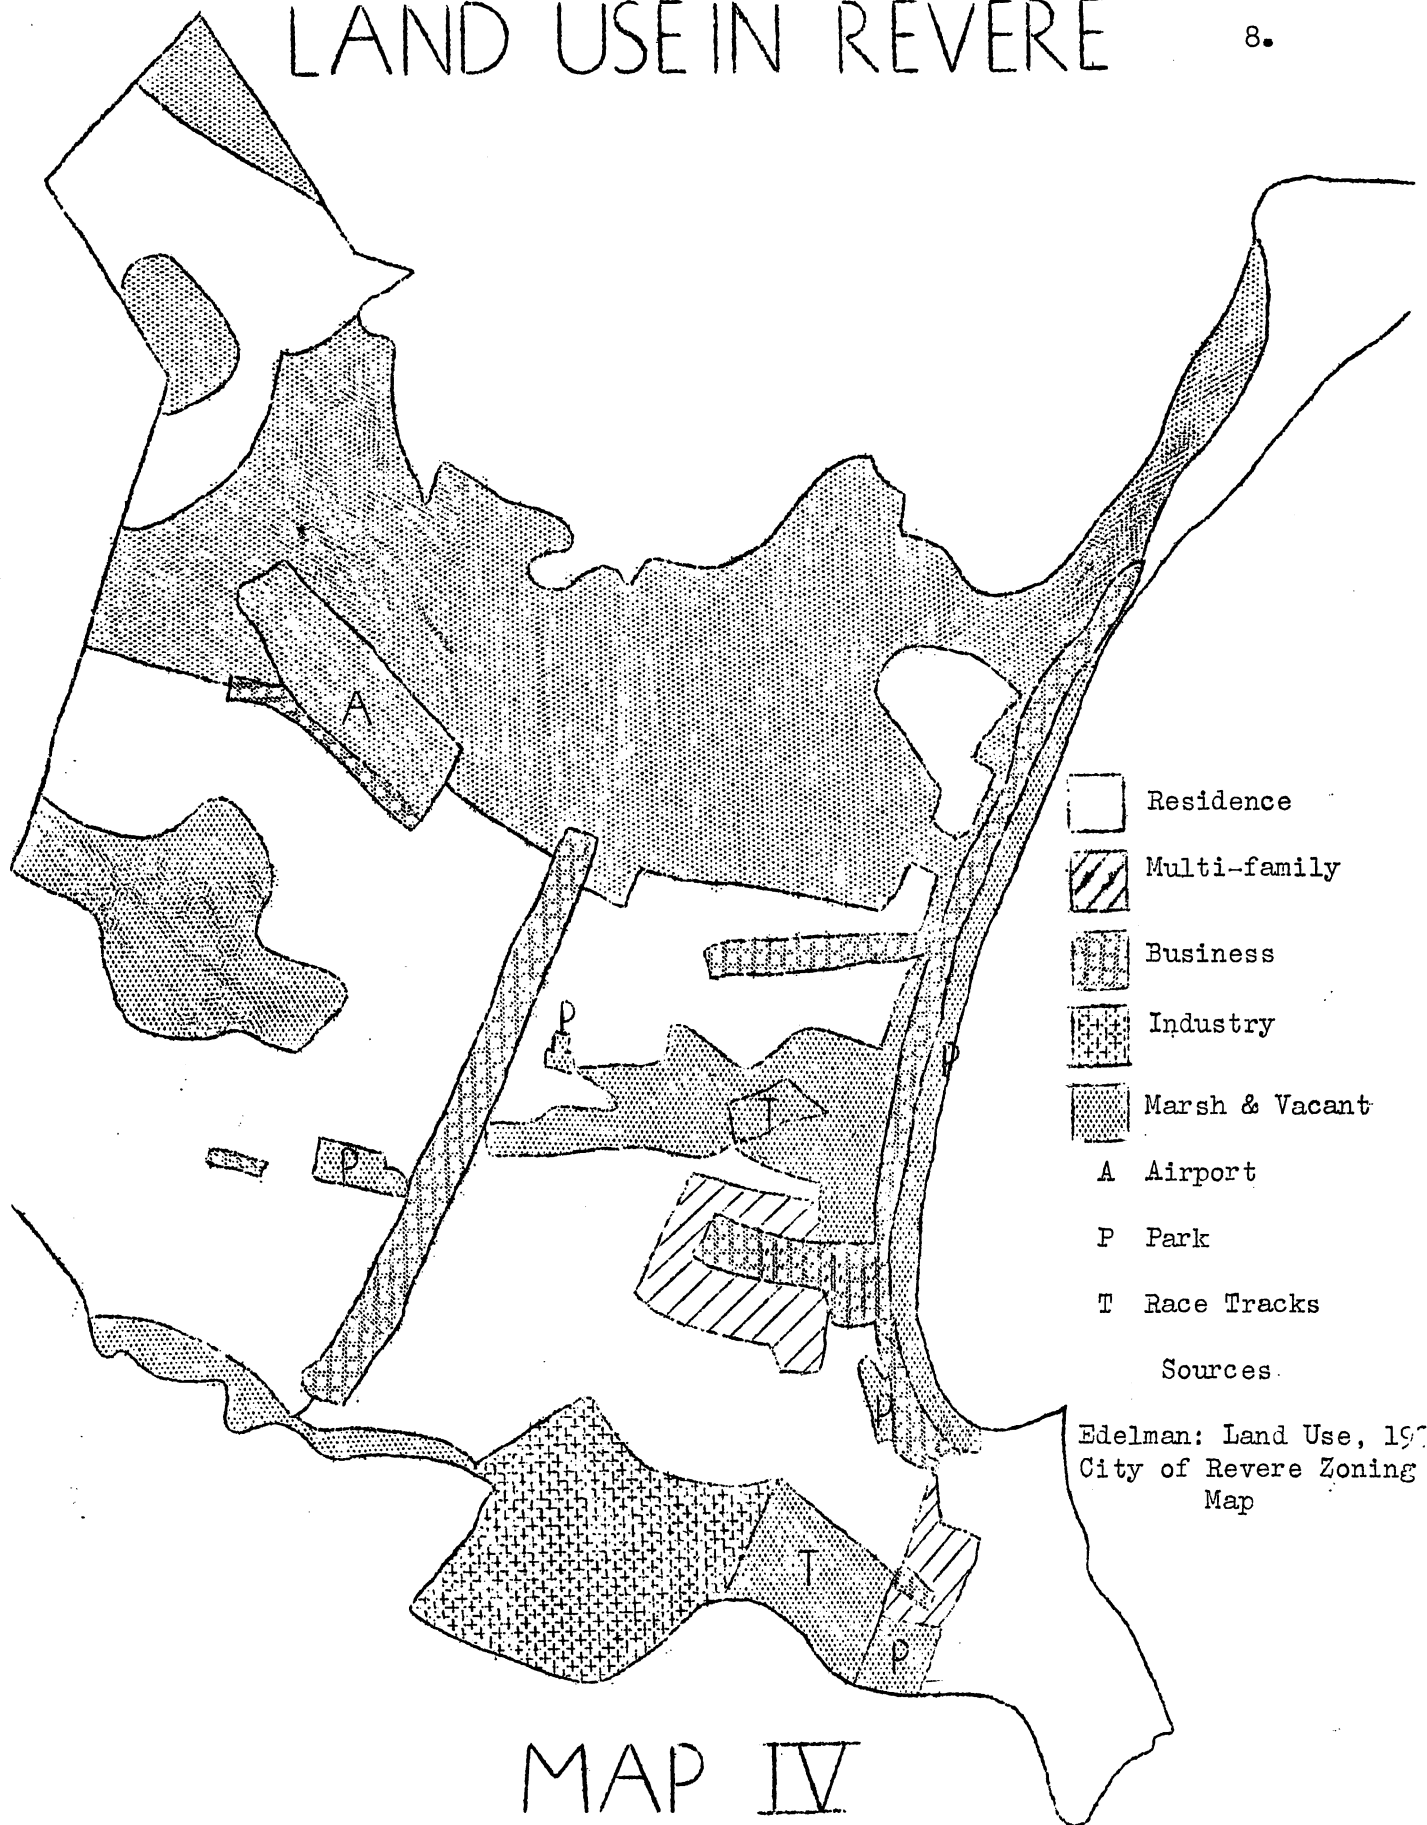 LAND USE IN REVERE
8.
A
P
P
T
P
P
T
P
Residence
Multi-family
Business
Industry
Marsh & Vacant
A Airport
P Park
T Race Tracks
Sources
Edelman: Land Use,
City of Revere Zoning
Map
MAP IV